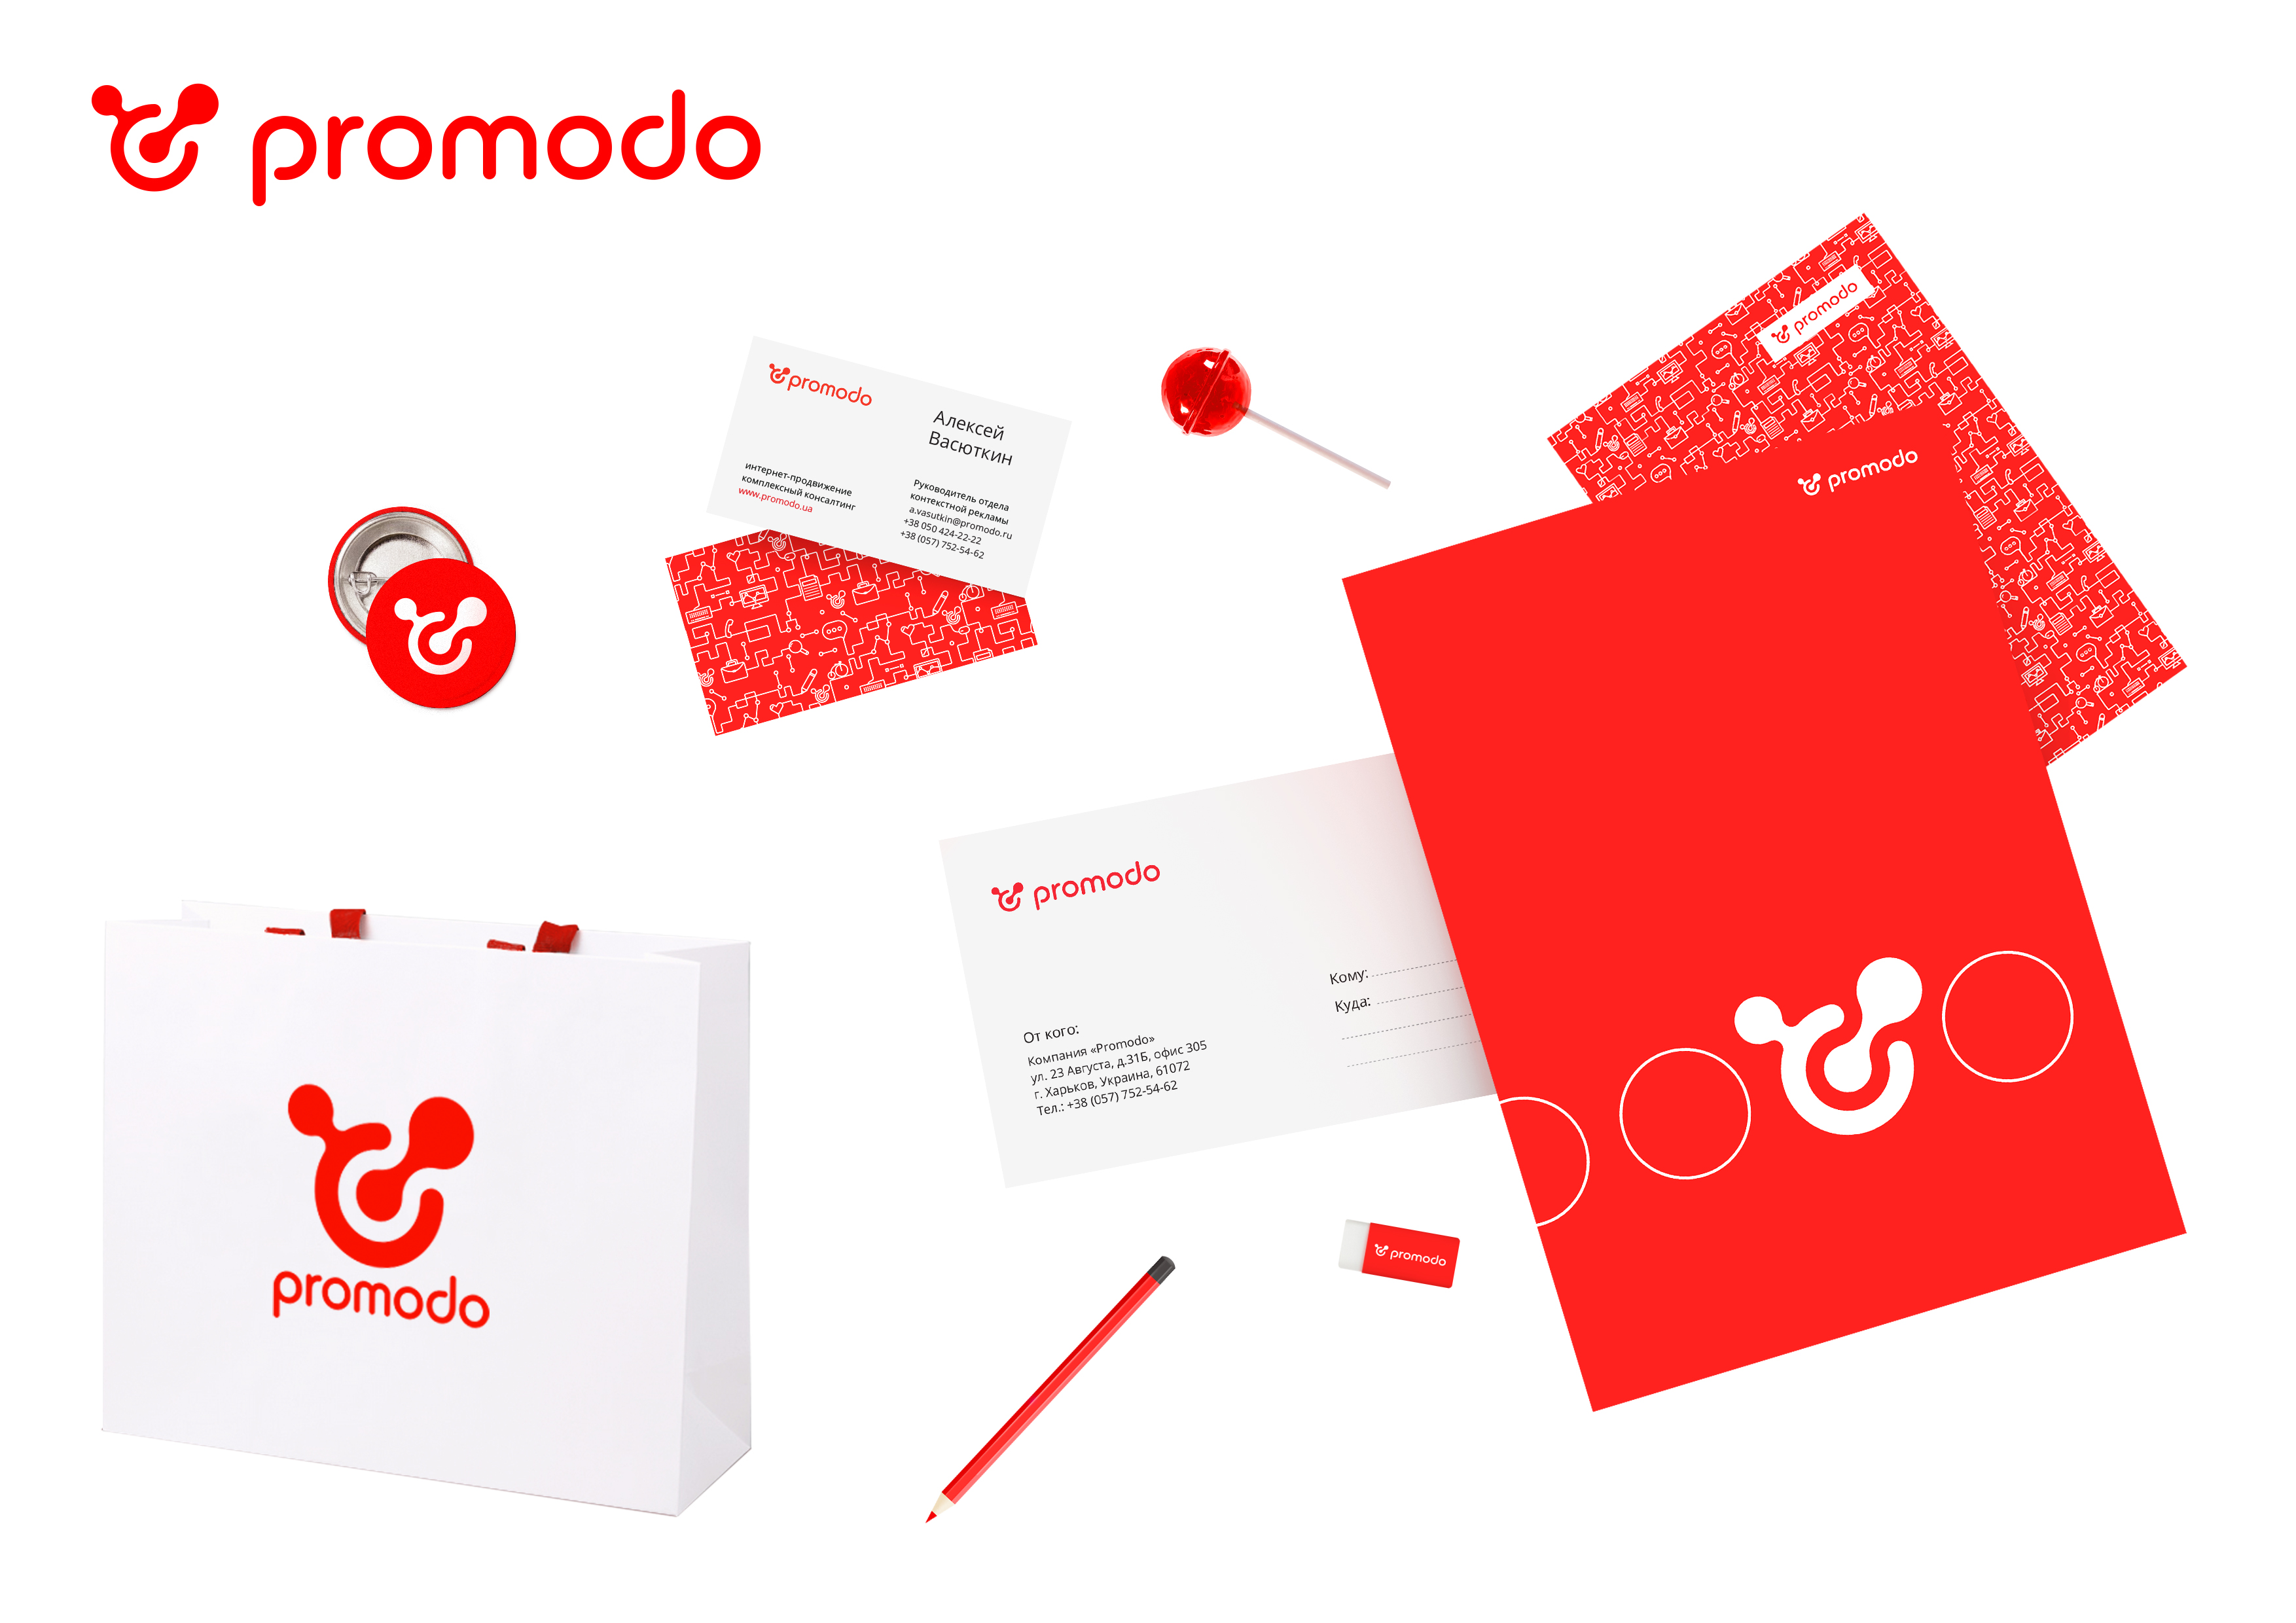 promodo
promodo
Алексей
Васюткин
интернет-продвижение
комплексный консалтинг
www.promodo.ua
Руководитель отдела
контекстной рекламы
a.vasutkin@promodo.ru
+38 050 424-22-22
+38 (057) 752-54-62
promodo
promodo
promodo
Кому:
Куда:
От кого:
Компания «Promodo»
ул. 23 Августа, д.31Б, офис 305
г. Харьков, Украина, 61072
Тел.: +38 (057) 752-54-62
promodo
promodo